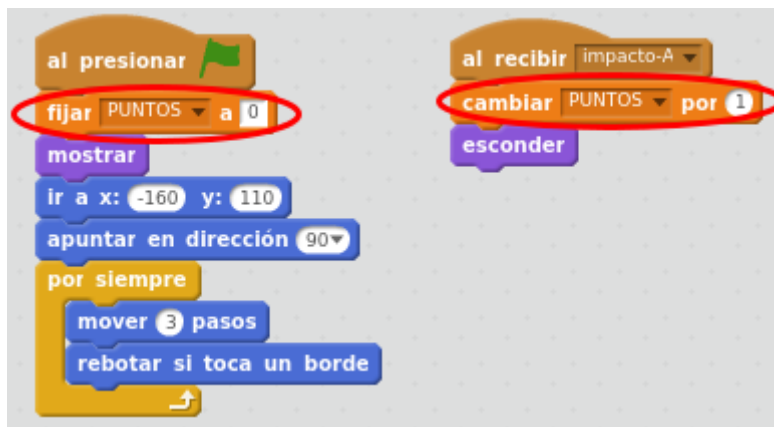 al presionar
fijar PUNTOS a 0
mostrar
ir a x: -160 y: 110
apuntar en dirección 90
por siempre
mover 3 pasos
rebotar si toca un borde
al recibir impacto-A
cambiar PUNTOS por 1
esconder